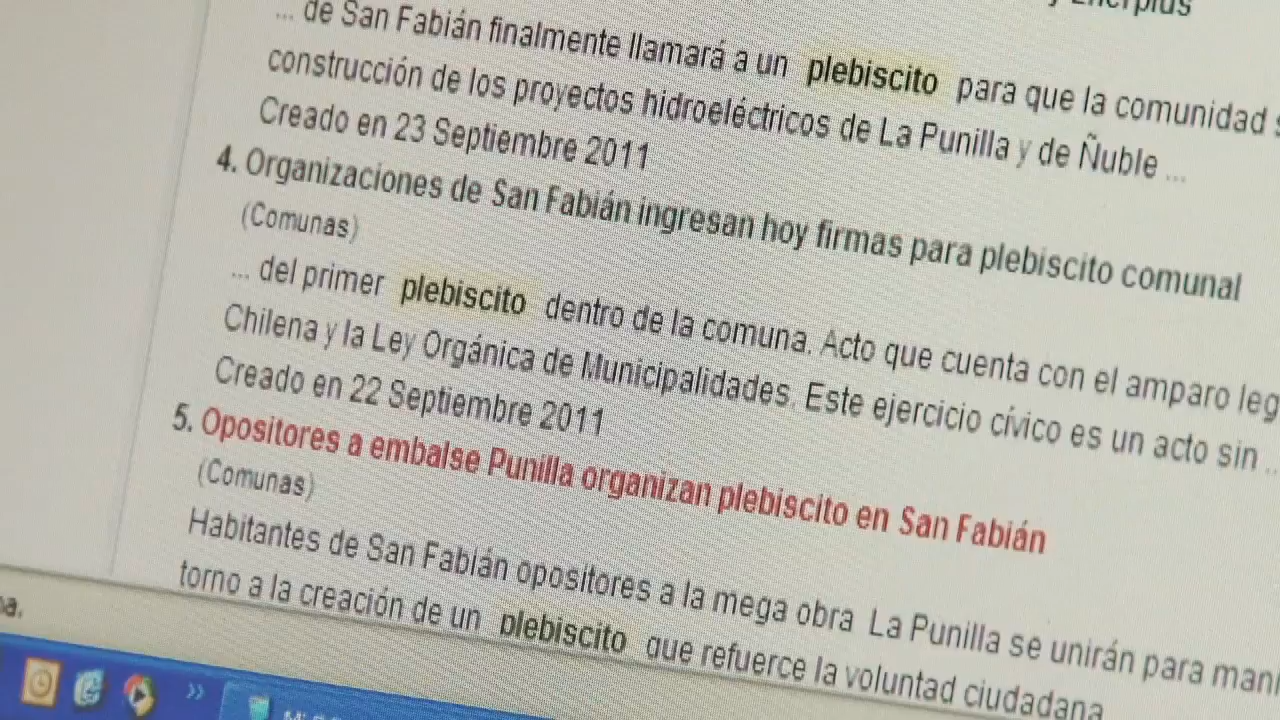 y Enerplus
... de San Fabián finalmente llamará a un plebiscito para que la comunidad
construcción de los proyectos hidroeléctricos de La Punilla y de Ñuble ...
Creado en 23 Septiembre 2011
4. Organizaciones de San Fabián ingresan hoy firmas para plebiscito comunal
(Comunas)
... del primer plebiscito dentro de la comuna. Acto que cuenta con el amparo leg
Chilena y la Ley Orgánica de Municipalidades. Este ejercicio cívico es un acto sin ...
Creado en 22 Septiembre 2011
5. Opositores a embalse Punilla organizan plebiscito en San Fabián
(Comunas)
Habitantes de San Fabián opositores a la mega obra La Punilla se unirán para mani
torno a la creación de un plebiscito que refuerce la voluntad ciudadana